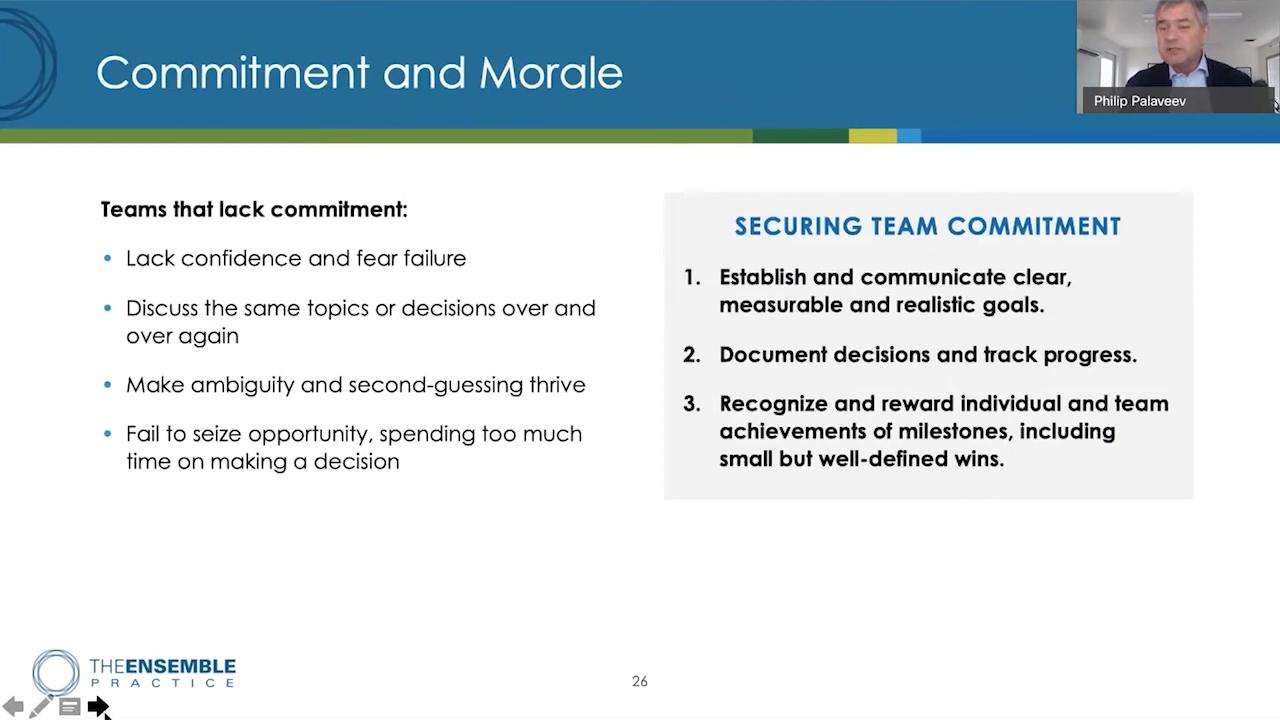 Commitment and Morale
Philip Palaveev
Teams that lack commitment:
• Lack confidence and fear failure
• Discuss the same topics or decisions over and
over again
• Make ambiguity and second-guessing thrive
• Fail to seize opportunity, spending too much
time on making a decision
SECURING TEAM COMMITMENT
1. Establish and communicate clear,
measurable and realistic goals.
2. Document decisions and track progress.
3. Recognize and reward individual and team
achievements of milestones, including
small but well-defined wins.
THEENSEMBLE
PRACTICE
26